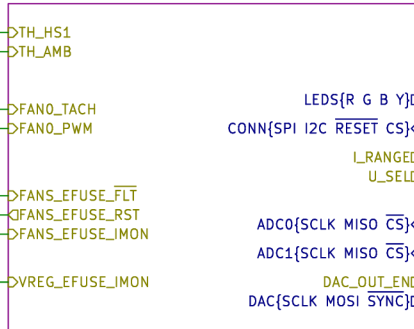 TH_HS1
TH_AMB
LEDS{R G B Y}
FAN0_TACH
FAN0_PWM
CONN{SPI I2C RESET CS}
I_RANGE
U_SEL
FANS_EFUSE_FLT
FANS_EFUSE_RST
FANS_EFUSE_IMON
ADC0{SCLK MISO CS}
ADC1{SCLK MISO CS}
VREG_EFUSE_IMON
DAC_OUT_EN
DAC{SCLK MOSI SYNC}